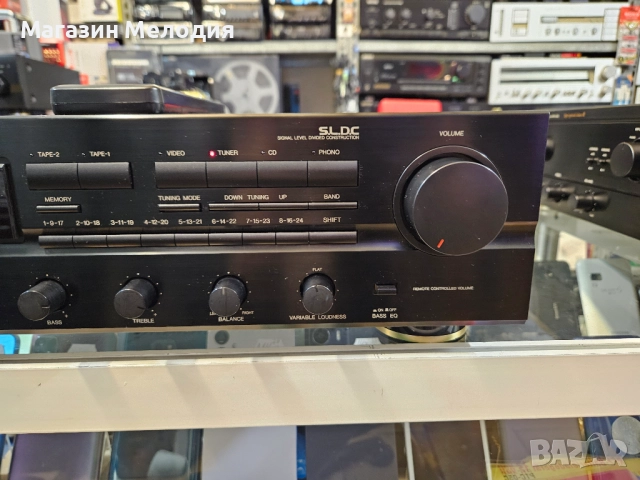 Магазин Мелодия
S.L.D.C
SIGNAL LEVEL DIVIDED CONSTRUCTION
VOLUME
TAPE-2 TAPE-1 VIDEO TUNER CD PHONO
MEMORY TUNING MODE DOWN TUNING UP BAND
1-9-17 2-10-18 3-11-19 4-12-20 5-13-21 6-14-22 7-15-23 8-16-24 SHIFT
FLAT
REMOTE CONTROLLED VOLUME
RIGHT
ON OFF
BASS TREBLE BALANCE VARIABLE LOUDNESS BASS EQ
BAZAR